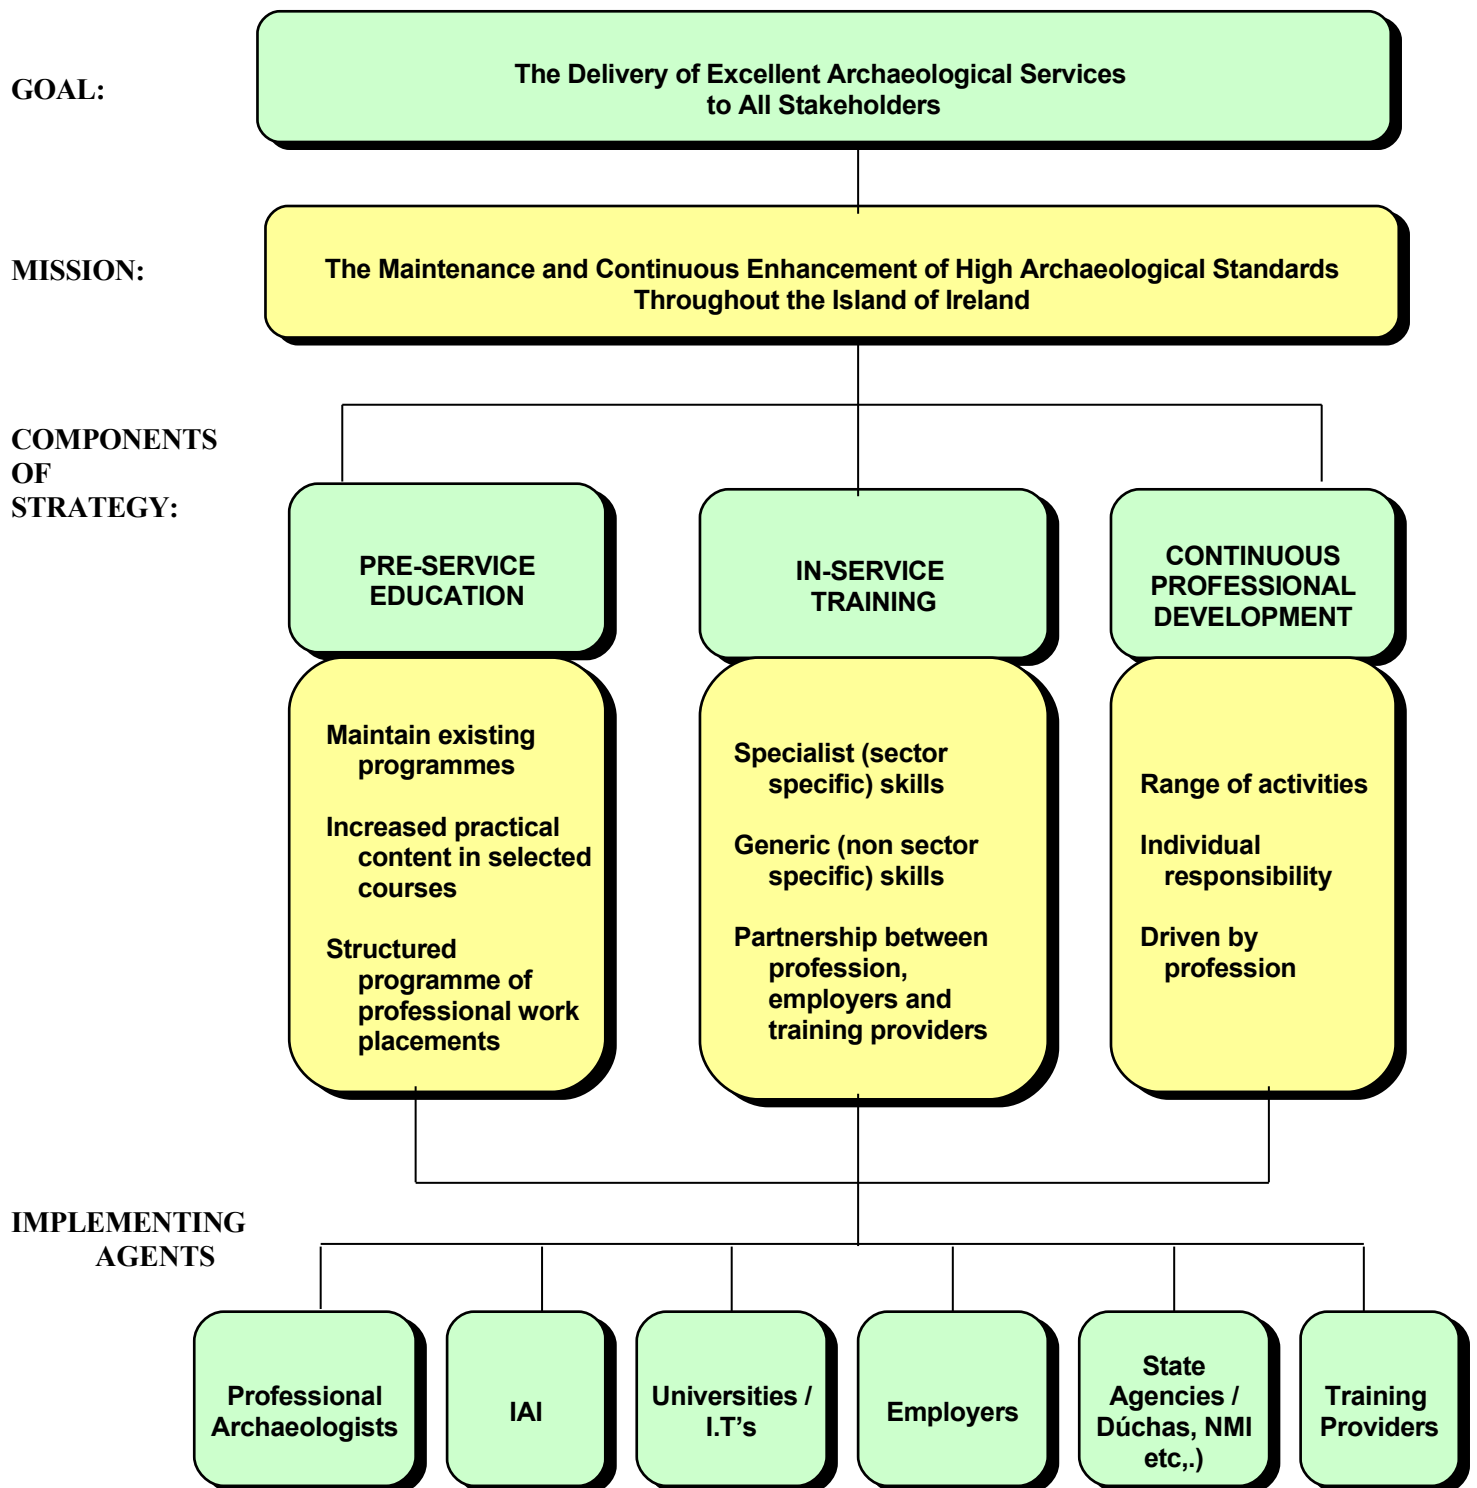 GOAL:
The Delivery of Excellent Archaeological Services
to All Stakeholders
MISSION:
The Maintenance and Continuous Enhancement of High Archaeological Standards
Throughout the Island of Ireland
COMPONENTS
OF
STRATEGY:
PRE-SERVICE
EDUCATION
Maintain existing
programmes
Increased practical
content in selected
courses
Structured
programme of
professional work
placements
IN-SERVICE
TRAINING
Specialist (sector
specific) skills
Generic (non sector
specific) skills
Partnership between
profession,
employers and
training providers
CONTINUOUS
PROFESSIONAL
DEVELOPMENT
Range of activities
Individual
responsibility
Driven by
profession
IMPLEMENTING
AGENTS
Professional
Archaeologists
IAI
Universities /
I.T’s
Employers
State
Agencies /
Dúchas, NMI
etc,.)
Training
Providers